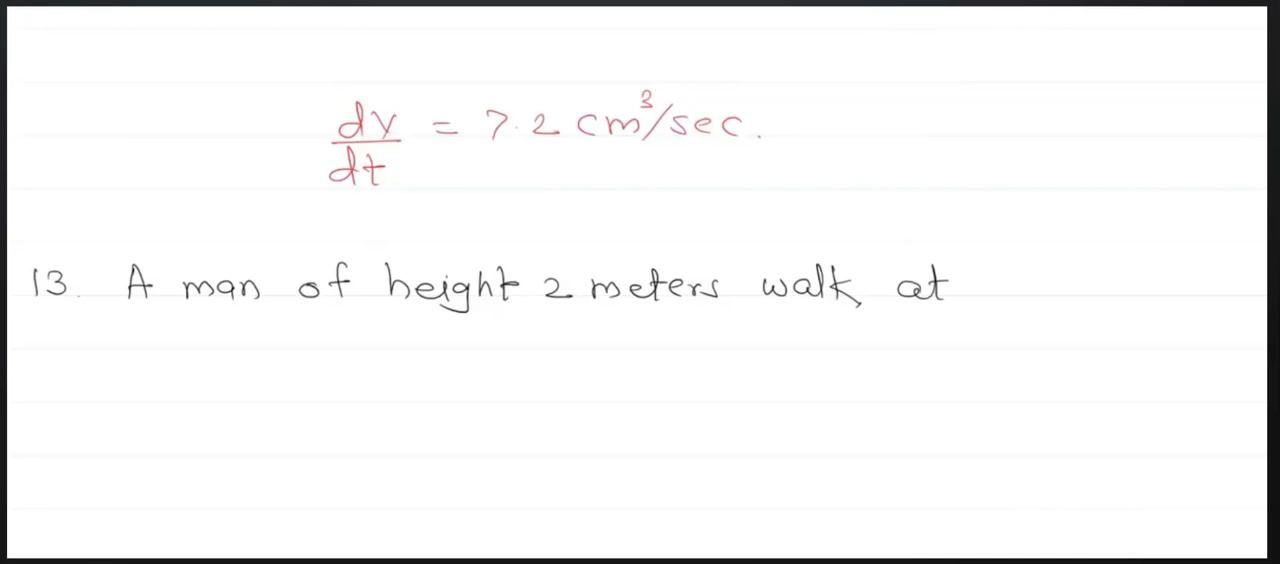 dv/dt = 7.2 cm³/sec.
13. A man of height 2 meters walk at